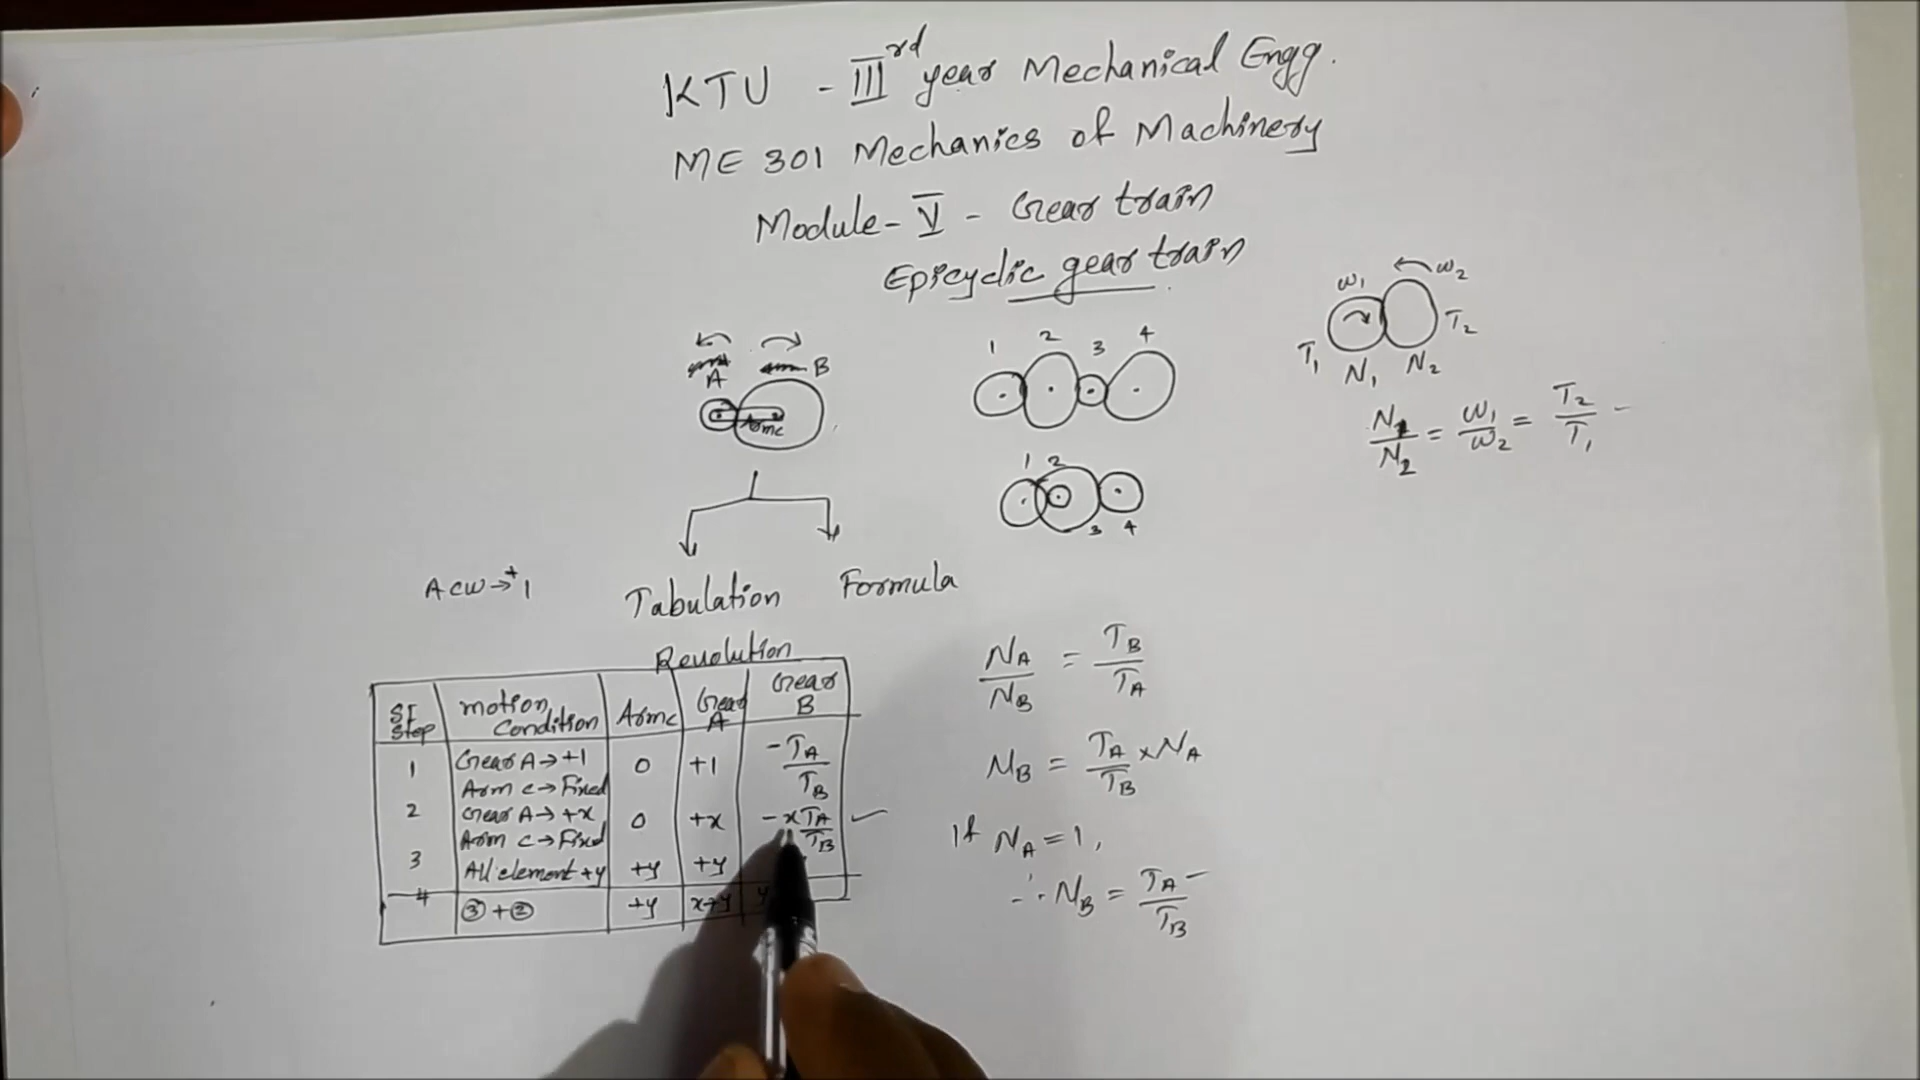 KTU - IIIrd year Mechanical Engg.
ME 301 Mechanics of Machinery
Module - V - Gear train
Epicyclic gear train
A B
Arm C
1 2 3 4
1 2
3 4
ω1 ω2
T1 T2
N1 N2
N1/N2 = ω1/ω2 = T2/T1
ACW → +1
Tabulation Formula
Revolution
Step Motion Condition Arm C Gear A Gear B
1 Gear A → +1 Arm C → Fixed 0 +1 -TA/TB
2 Gear A → +x Arm C → Fixed 0 +x -x TA/TB
3 All element +y +y +y
4 ③ + ② +y x+y y
NA/NB = TB/TA
NB = TA/TB × NA
If NA = 1,
∴ NB = TA/TB